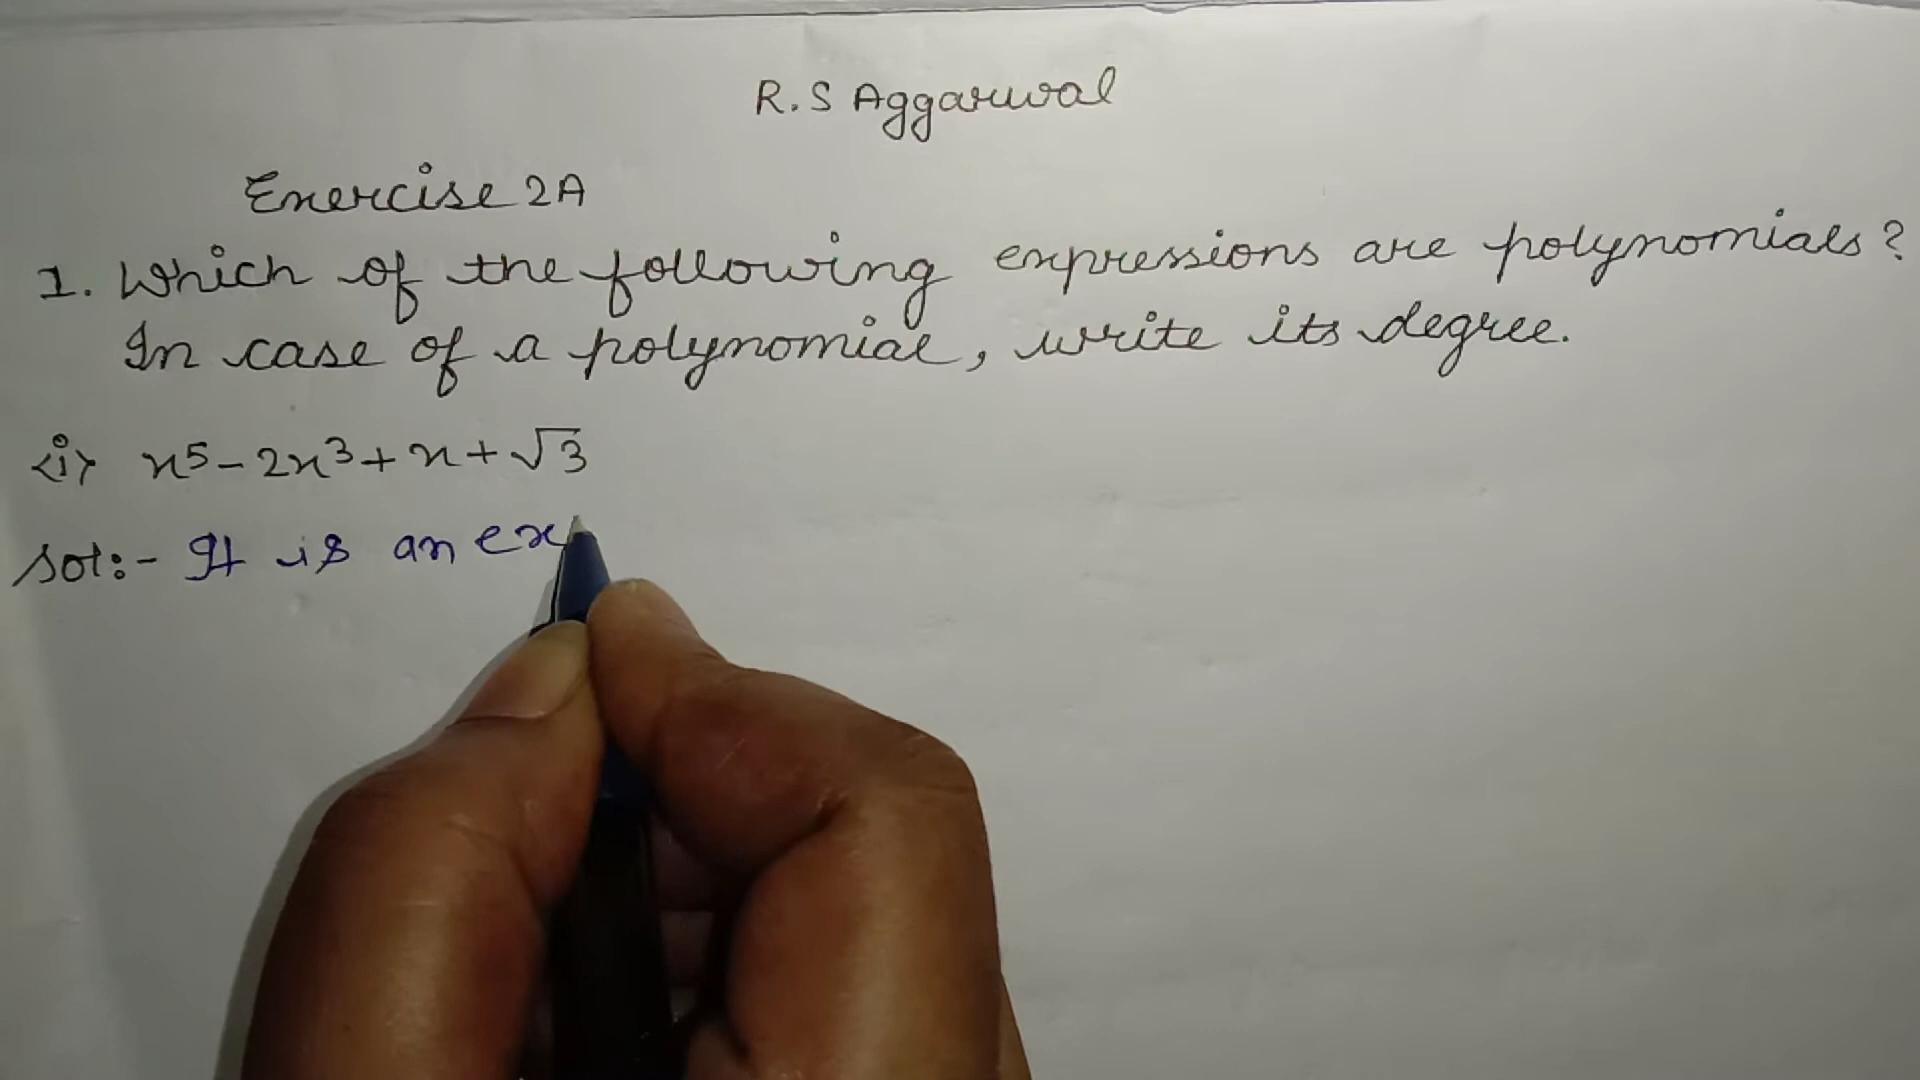 R.S Aggarwal
Exercise 2A
1. Which of the following expressions are polynomials?
In case of a polynomial, write its degree.
(i) x⁵-2x³+x+√3
Sol:- It is an ex